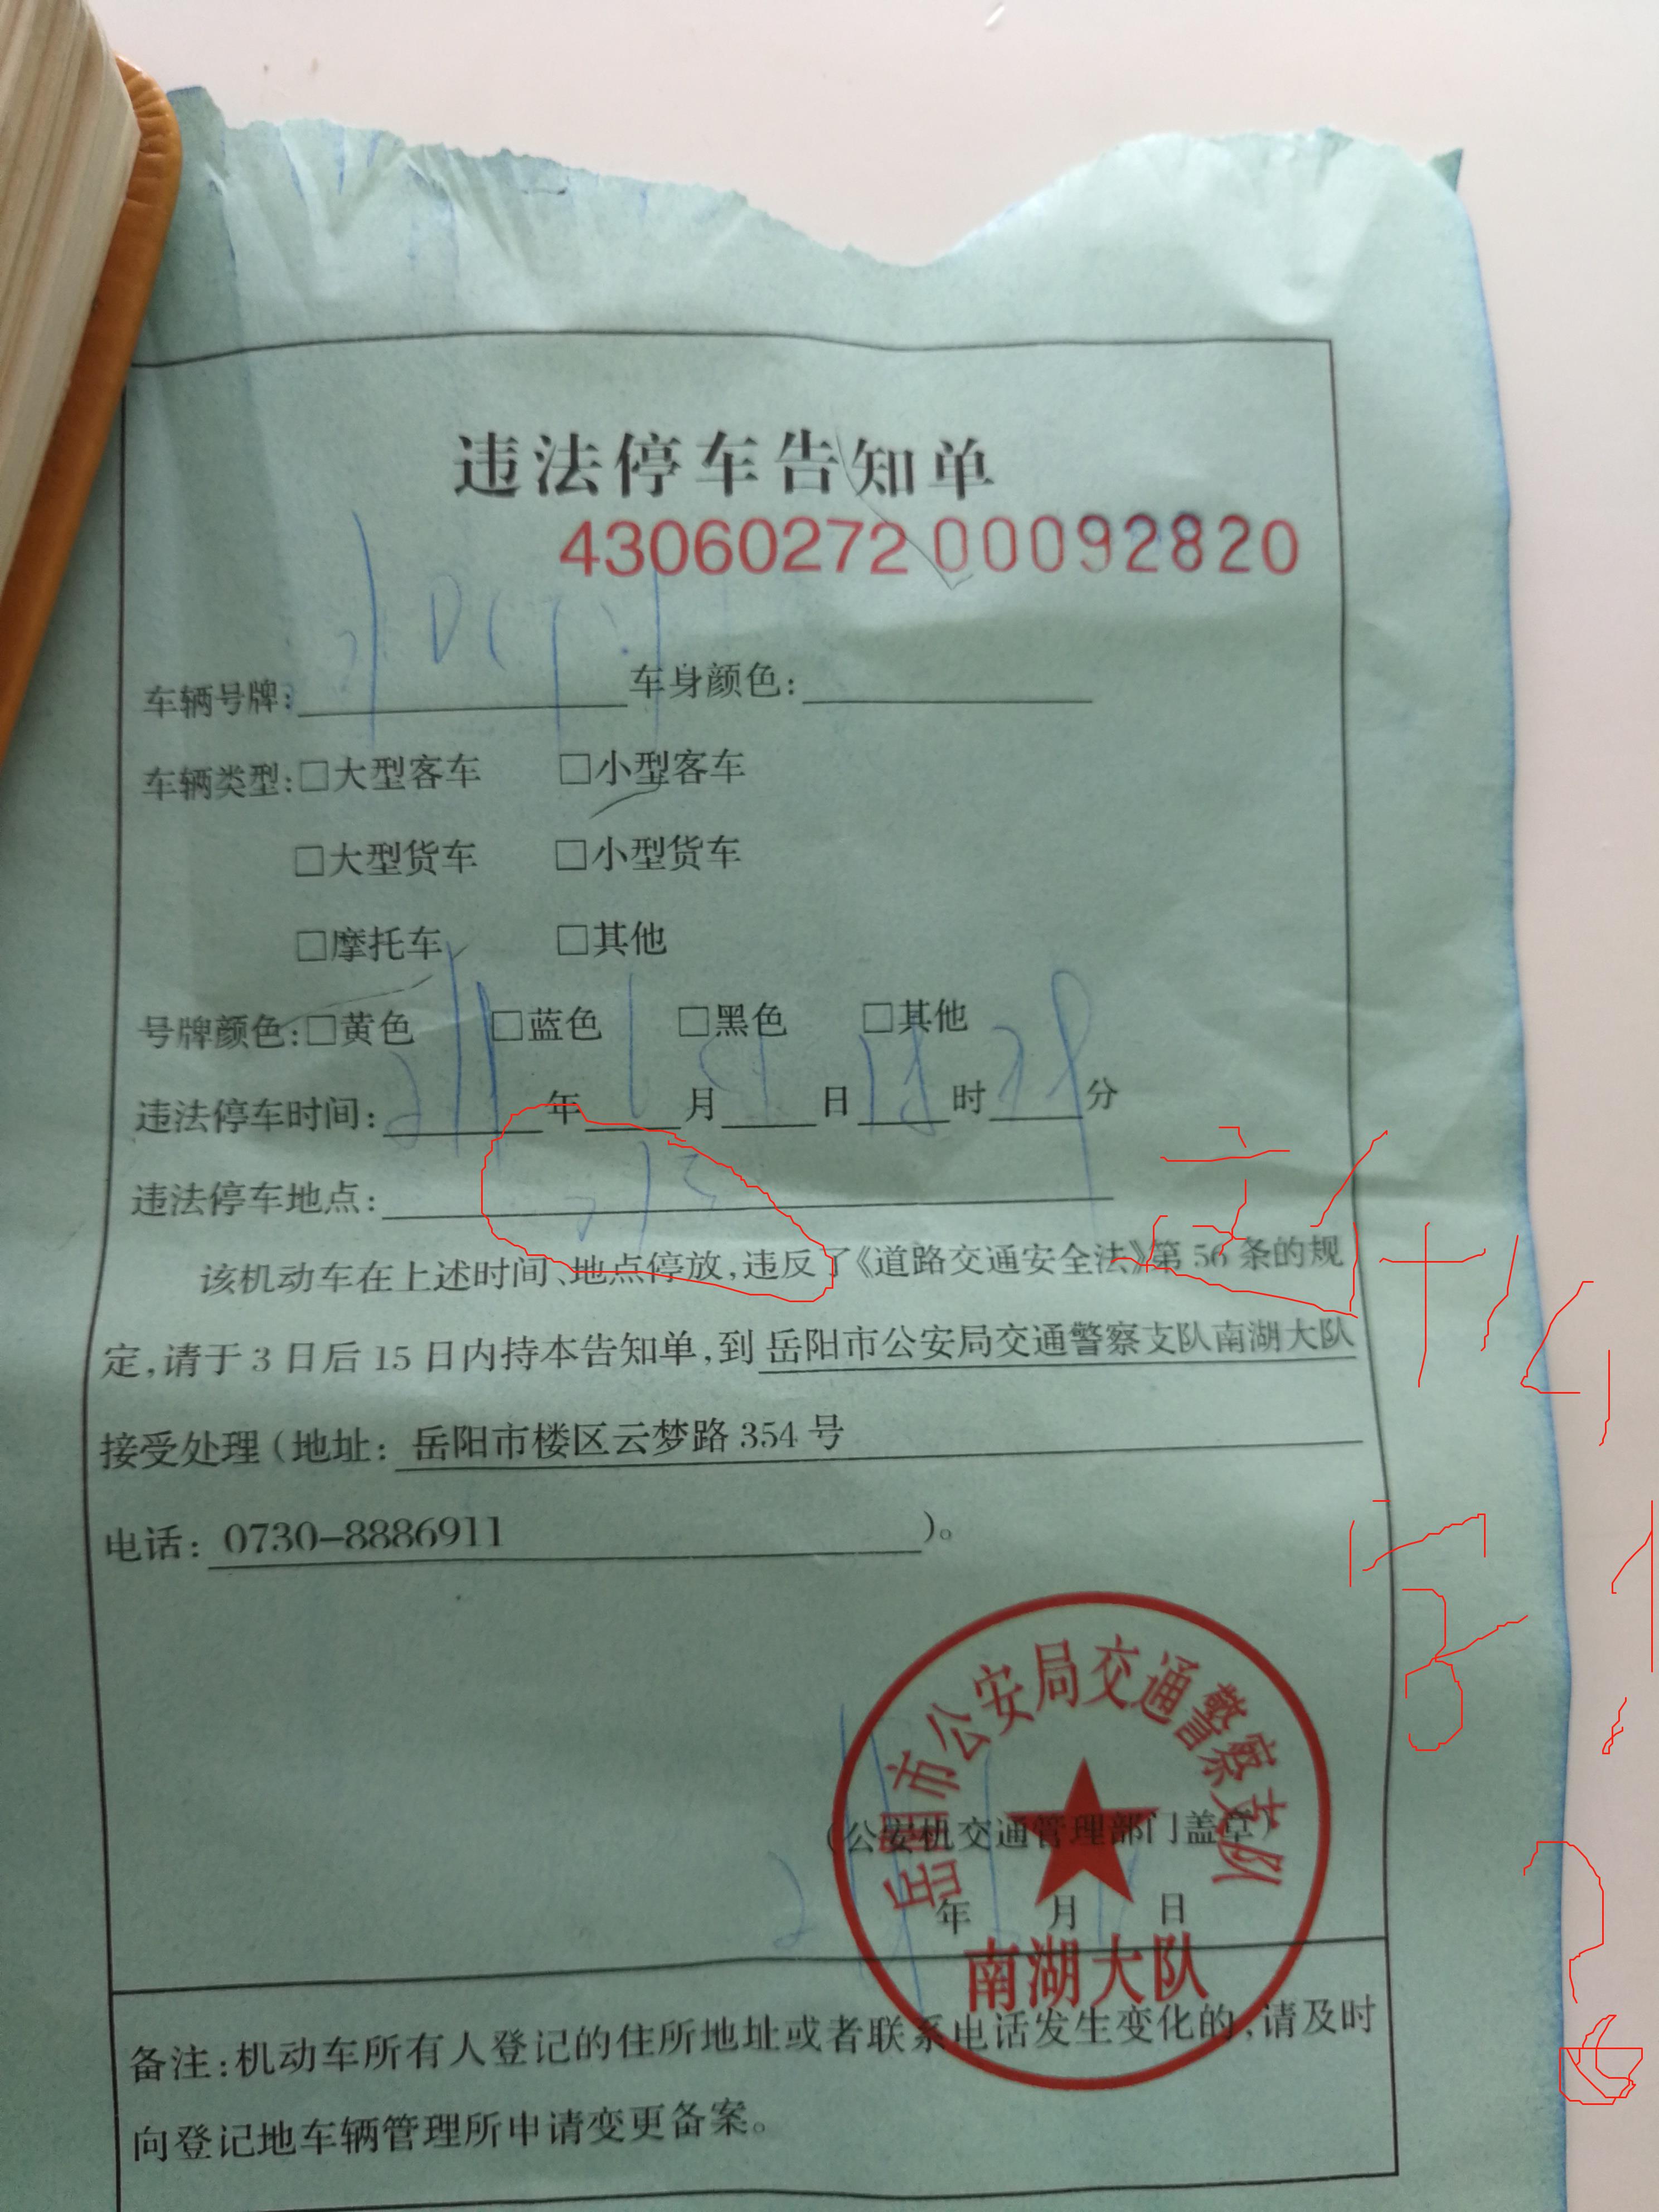 违法停车告知单
43060272 00092820
车辆号牌: 车身颜色:
车辆类型:□大型客车 □小型客车
□大型货车 □小型货车
□摩托车 □其他
号牌颜色:□黄色 □蓝色 □黑色 □其他
违法停车时间: 年 月 日 时 分
违法停车地点:
该机动车在上述时间、地点停放,违反了《道路交通安全法》第56条的规
定,请于3日后15日内持本告知单,到岳阳市公安局交通警察支队南湖大队
接受处理(地址:岳阳市楼区云梦路354号
电话:0730-8886911)。
岳阳市公安局交通警察支队
(公安机交通管理部门盖章)
年 月 日
南湖大队
备注:机动车所有人登记的住所地址或者联系电话发生变化的,请及时
向登记地车辆管理所申请变更备案。